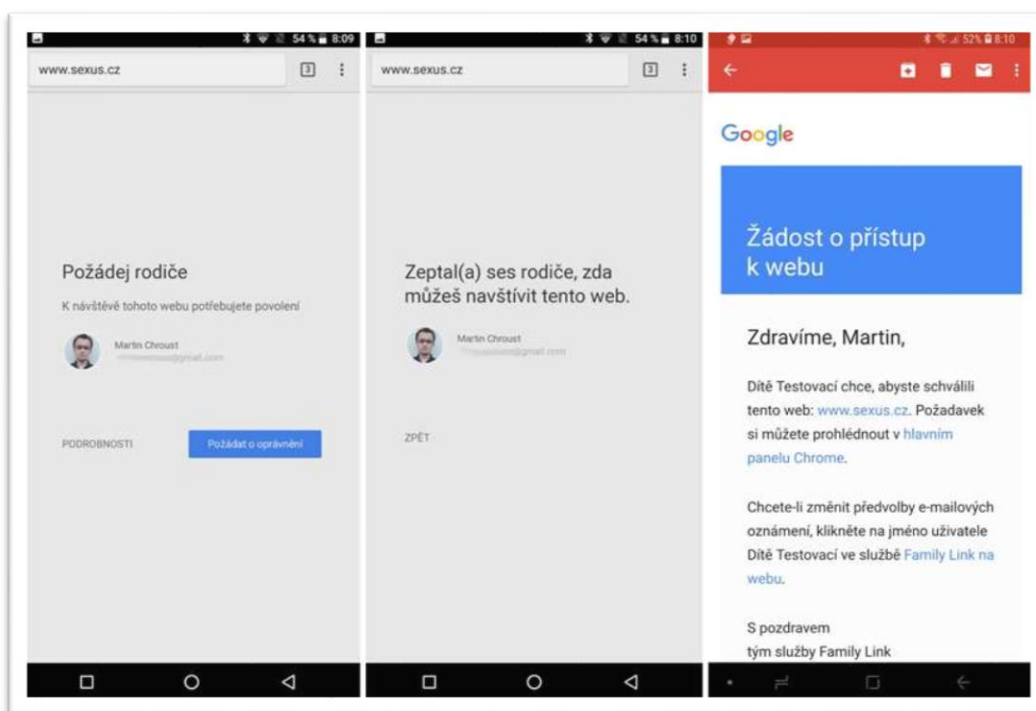 54 % 8:09
www.sexus.cz
3
Požádej rodiče
K návštěvě tohoto webu potřebujete povolení
Martin Chroust
@gmail.com
PODROBNOSTI
Požádat o oprávnění
54 % 8:10
www.sexus.cz
3
Zeptal(a) ses rodiče, zda
můžeš navštívit tento web.
Martin Chroust
@gmail.com
ZPĚT
52% 8:10
Google
Žádost o přístup
k webu
Zdravíme, Martin,
Dítě Testovací chce, abyste schválili
tento web: www.sexus.cz. Požadavek
si můžete prohlédnout v hlavním
panelu Chrome.
Chcete-li změnit předvolby e-mailových
oznámení, klikněte na jméno uživatele
Dítě Testovací ve službě Family Link na
webu.
S pozdravem
tým služby Family Link